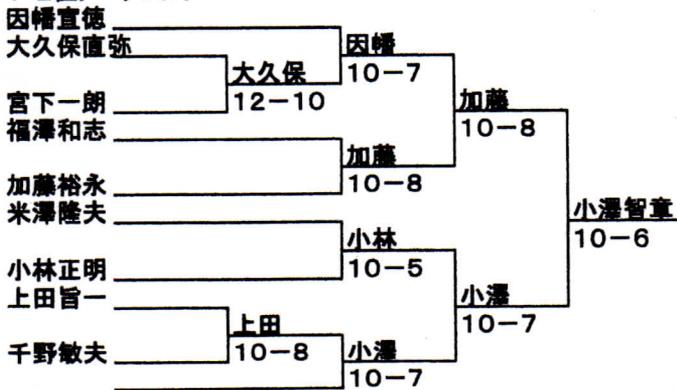 因幡宣徳
大久保直弥
因幡
大久保
10-7
宮下一朗
12-10
加藤
福澤和志
10-8
加藤
加藤裕永
10-8
米澤隆夫
小澤智章
小林
10-6
小林正明
10-5
上田旨一
小澤
上田
10-7
千野敏夫
10-8
小澤
10-7